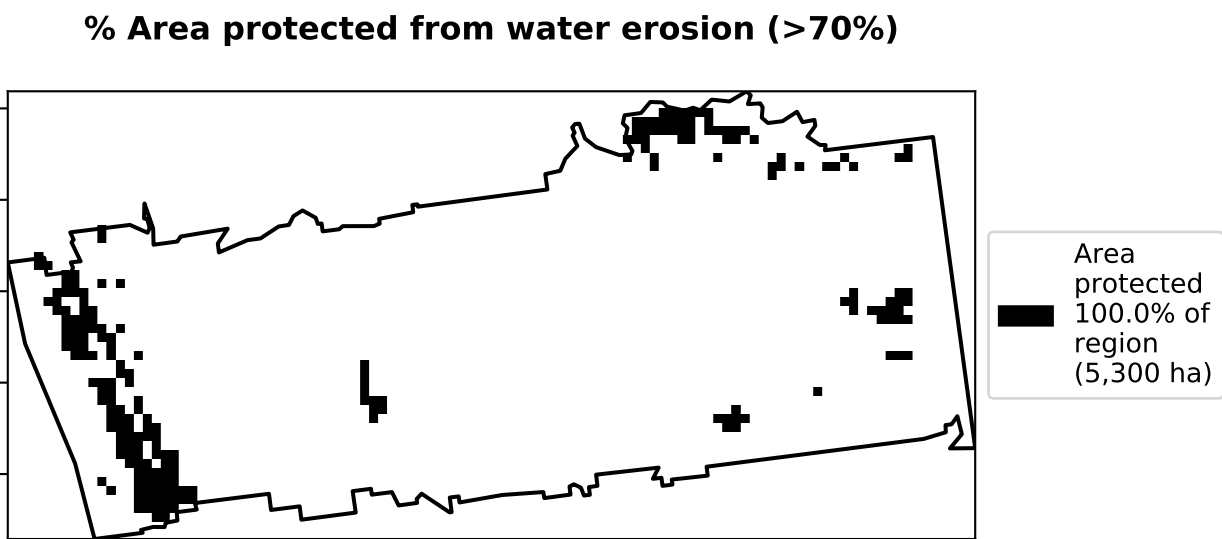 % Area protected from water erosion (>70%)
Area
protected
100.0% of
region
(5,300 ha)